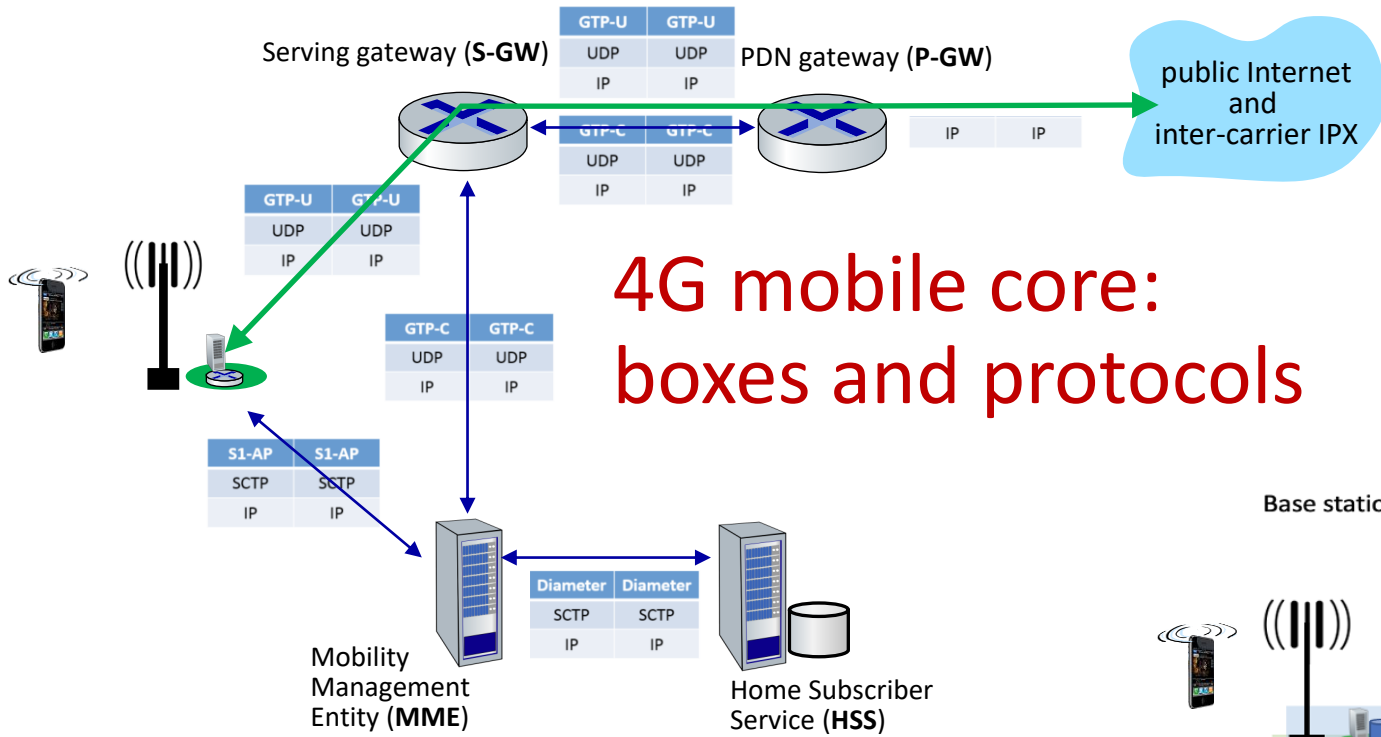 GTP-U GTP-U
UDP UDP
IP IP
Serving gateway (S-GW)
PDN gateway (P-GW)
public Internet
and
inter-carrier IPX
GTP-C GTP-C
UDP UDP
IP IP
IP IP
GTP-U GTP-U
UDP UDP
IP IP
4G mobile core:
boxes and protocols
GTP-C GTP-C
UDP UDP
IP IP
S1-AP S1-AP
SCTP SCTP
IP IP
Base static
Diameter Diameter
SCTP SCTP
IP IP
Mobility
Management
Entity (MME)
Home Subscriber
Service (HSS)